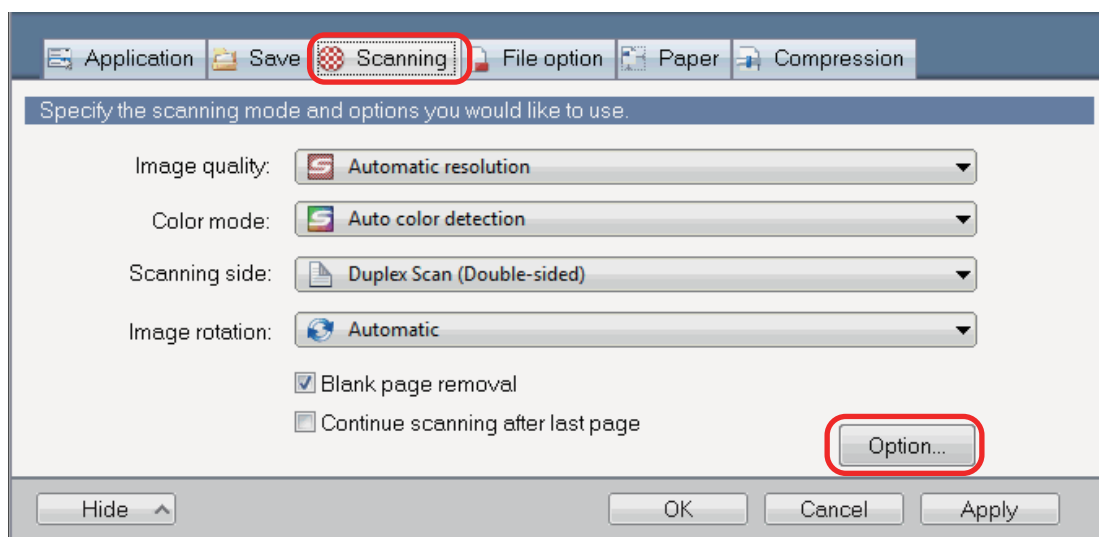 Application Save Scanning File option Paper Compression
Specify the scanning mode and options you would like to use.
Image quality: Automatic resolution
Color mode: Auto color detection
Scanning side: Duplex Scan (Double-sided)
Image rotation: Automatic
Blank page removal
Continue scanning after last page
Option...
Hide OK Cancel Apply